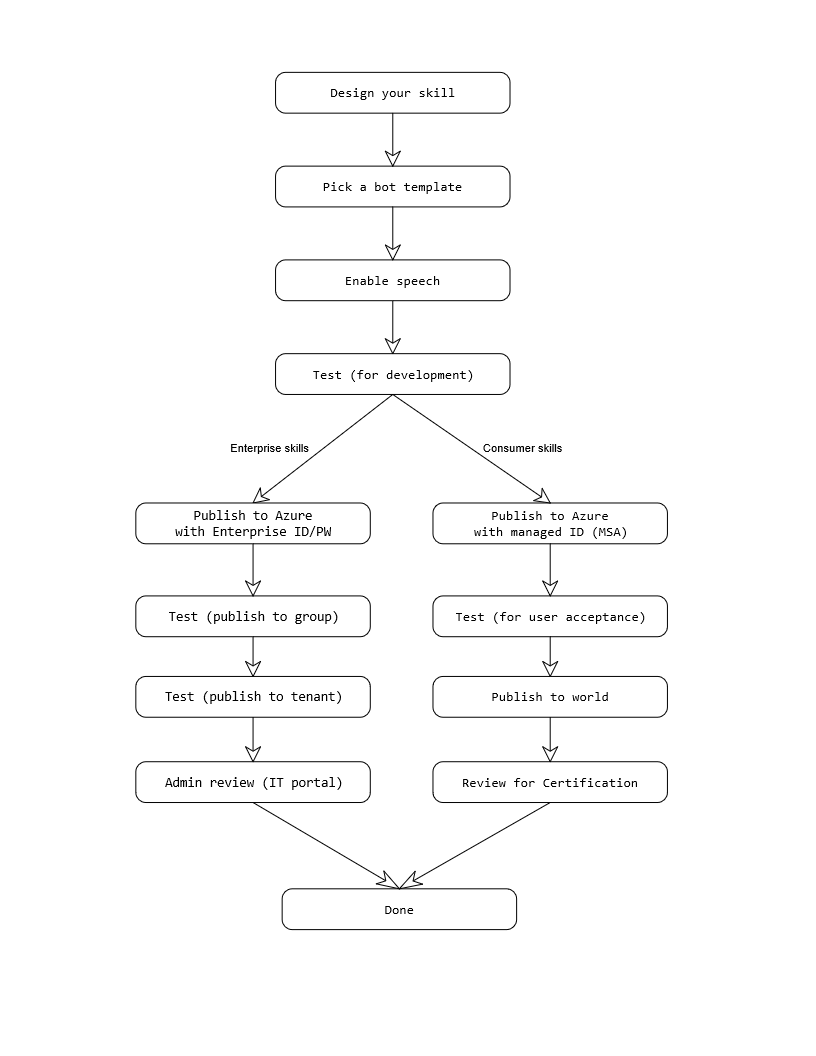 Design your skill
Pick a bot template
Enable speech
Test (for development)
Enterprise skills
Consumer skills
Publish to Azure
with Enterprise ID/PW
Publish to Azure
with managed ID (MSA)
Test (publish to group)
Test (for user acceptance)
Test (publish to tenant)
Publish to world
Admin review (IT portal)
Review for Certification
Done